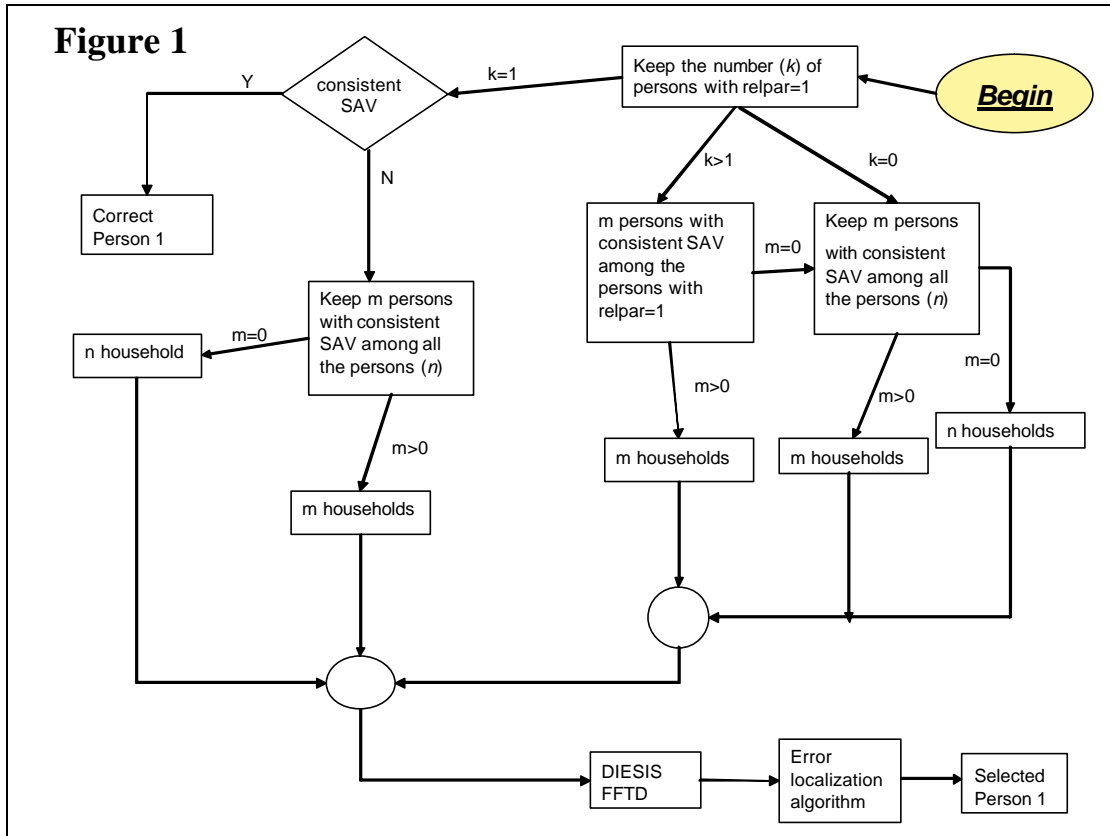 Figure 1
Y
consistent
SAV
k=1
Keep the number (k) of
persons with relpar=1
Begin
N
k>1
k=0
Correct
Person 1
m persons with
consistent SAV
among the
persons with
relpar=1
m=0
Keep m persons
with consistent
SAV among all
the persons (n)
Keep m persons
with consistent
SAV among all
the persons (n)
m=0
n household
m=0
m>0
m>0
m>0
n households
m households
m households
m households
DIESIS
FFTD
Error
localization
algorithm
Selected
Person 1